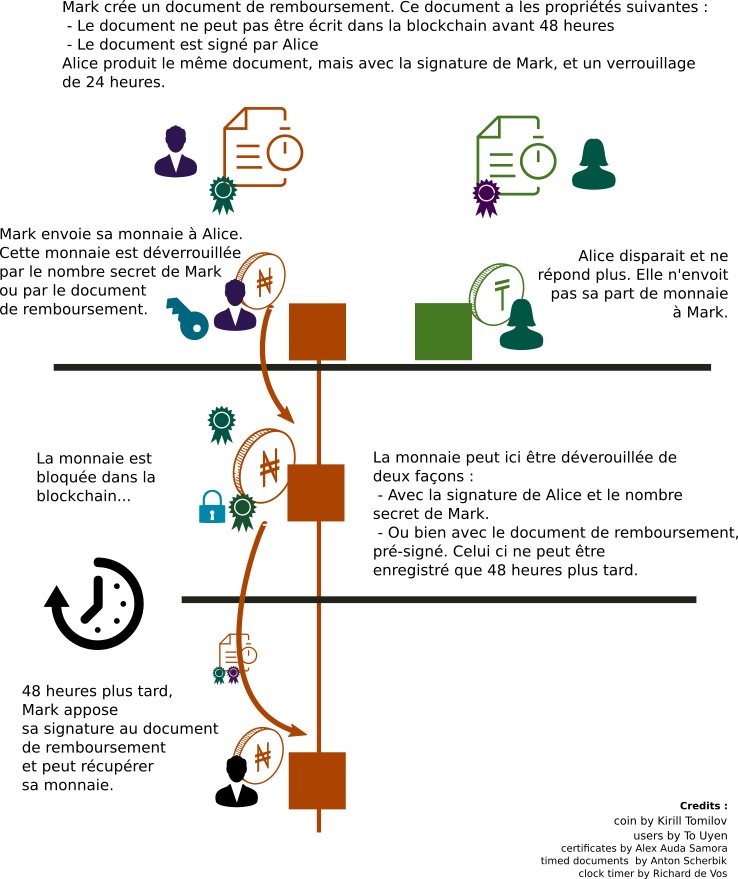 Mark crée un document de remboursement. Ce document a les propriétés suivantes :
- Le document ne peut pas être écrit dans la blockchain avant 48 heures
- Le document est signé par Alice
Alice produit le même document, mais avec la signature de Mark, et un verrouillage
de 24 heures.
Mark envoie sa monnaie à Alice.
Cette monnaie est déverrouillée
par le nombre secret de Mark
ou par le document
de remboursement.
Alice disparait et ne
répond plus. Elle n'envoit
pas sa part de monnaie
à Mark.
La monnaie est
bloquée dans la
blockchain...
La monnaie peut ici être déverouillée de
deux façons :
- Avec la signature de Alice et le nombre
secret de Mark.
- Ou bien avec le document de remboursement,
pré-signé. Celui ci ne peut être
enregistré que 48 heures plus tard.
48 heures plus tard,
Mark appose
sa signature au document
de remboursement
et peut récupérer
sa monnaie.
Credits :
coin by Kirill Tomilov
users by To Uyen
certificates by Alex Auda Samora
timed documents by Anton Scherbik
clock timer by Richard de Vos